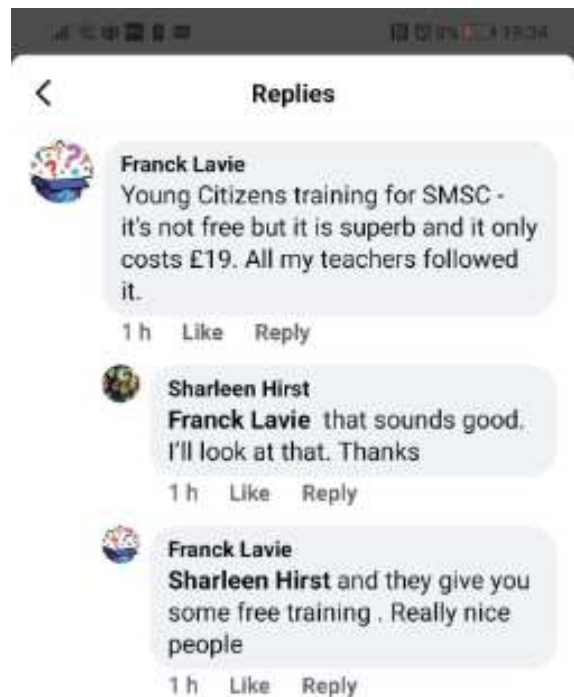 19:34
Replies
Franck Lavie
Young Citizens training for SMSC -
it's not free but it is superb and it only
costs £19. All my teachers followed
it.
1 h Like Reply
Sharleen Hirst
Franck Lavie that sounds good.
I'll look at that. Thanks
1 h Like Reply
Franck Lavie
Sharleen Hirst and they give you
some free training . Really nice
people
1 h Like Reply